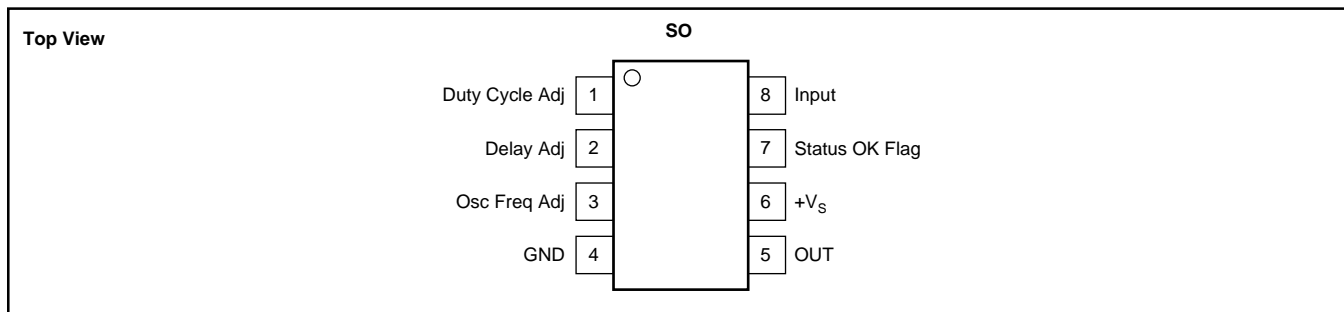 Top View
SO
Duty Cycle Adj 1 8 Input
Delay Adj 2 7 Status OK Flag
Osc Freq Adj 3 6 +VS
GND 4 5 OUT